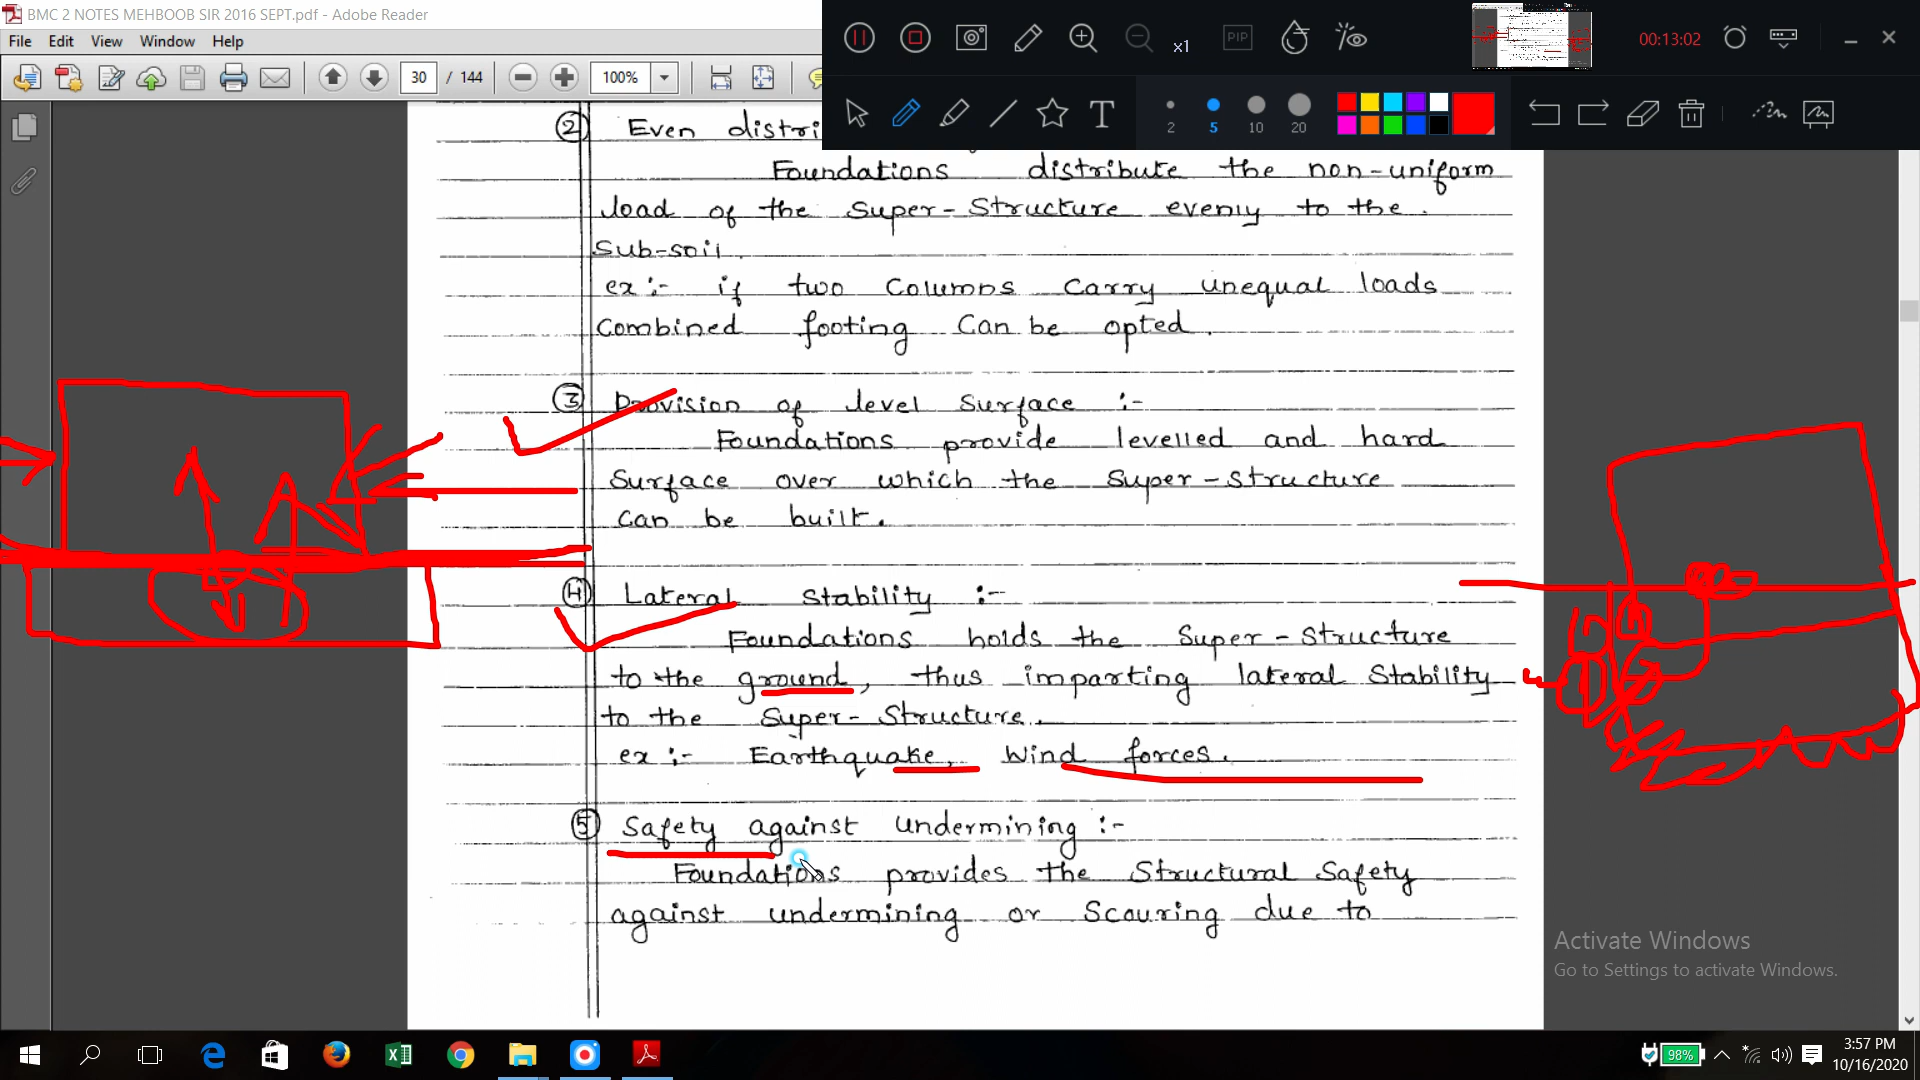 BMC 2 NOTES MEHBOOB SIR 2016 SEPT.pdf - Adobe Reader
File Edit View Window Help
30 / 144 100%
x1 PIP 00:13:02
T 2 5 10 20
② Even distri
Foundations distribute the non-uniform
load of the Super-Structure evenly to the.
Sub-soil.
ex:- if two Columns Carry unequal loads
Combined footing Can be opted.
③ Provision of level Surface :-
Foundations provide levelled and hard
Surface over which the Super-Structure
Can be built.
④ Lateral Stability :-
Foundations holds the Super-Structure
to the ground, thus imparting lateral Stability
to the Super-Structure.
ex:- Earthquake, Wind forces.
⑤ Safety against Undermining :-
Foundations provides the Structural Safety
against undermining or Scouring due to
Activate Windows
Go to Settings to activate Windows.
98%
3:57 PM
10/16/2020